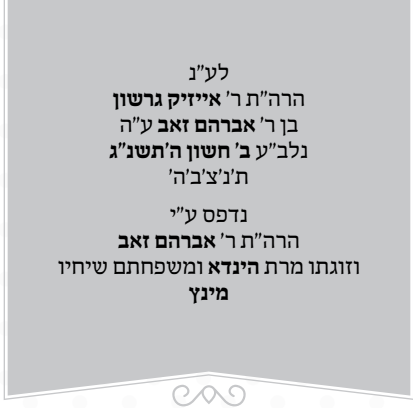 לע"נ
הרה"ת ר' אייזיק גרשון
בן ר' אברהם זאב ע"ה
נלב"ע ב' חשון ה'תשנ"ג
ת'נ'צ'ב'ה'
נדפס ע"י
הרה"ת ר' אברהם זאב
וזוגתו מרת הינדא ומשפחתם שיחיו
מינץ